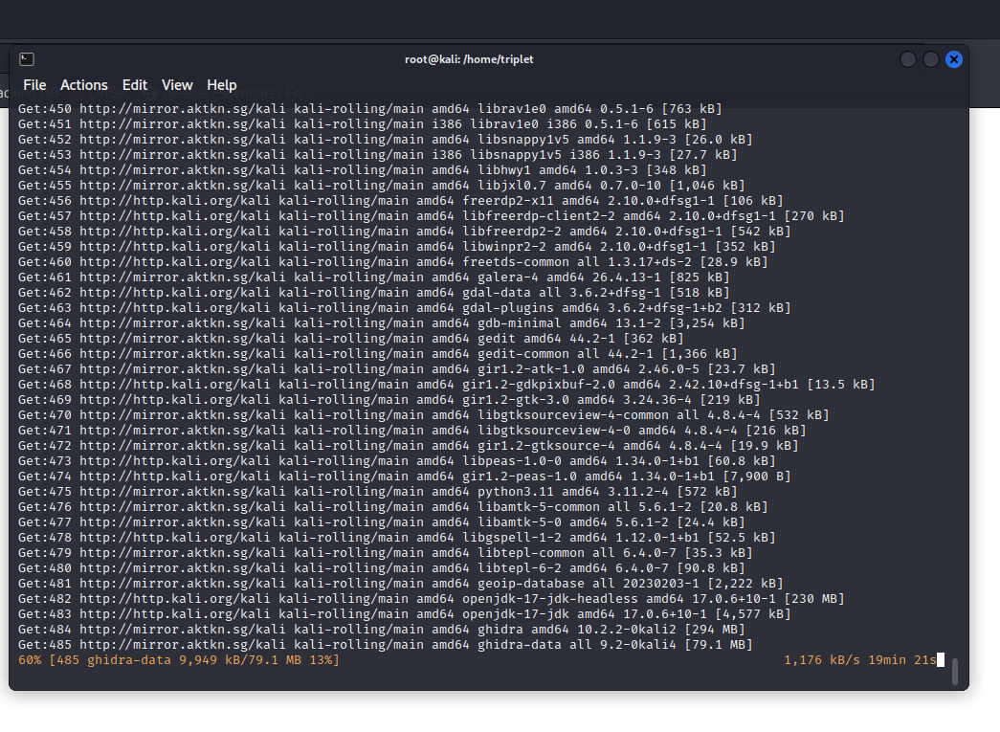 root@kali: /home/triplet
File Actions Edit View Help
Get:450 http://mirror.aktkn.sg/kali kali-rolling/main amd64 librav1e0 amd64 0.5.1-6 [763 kB]
Get:451 http://mirror.aktkn.sg/kali kali-rolling/main i386 librav1e0 i386 0.5.1-6 [615 kB]
Get:452 http://mirror.aktkn.sg/kali kali-rolling/main amd64 libsnappy1v5 amd64 1.1.9-3 [26.0 kB]
Get:453 http://mirror.aktkn.sg/kali kali-rolling/main i386 libsnappy1v5 i386 1.1.9-3 [27.7 kB]
Get:454 http://mirror.aktkn.sg/kali kali-rolling/main amd64 libhwy1 amd64 1.0.3-3 [348 kB]
Get:455 http://mirror.aktkn.sg/kali kali-rolling/main amd64 libjxl0.7 amd64 0.7.0-10 [1,046 kB]
Get:456 http://http.kali.org/kali kali-rolling/main amd64 freerdp2-x11 amd64 2.10.0+dfsg1-1 [106 kB]
Get:457 http://http.kali.org/kali kali-rolling/main amd64 libfreerdp-client2-2 amd64 2.10.0+dfsg1-1 [270 kB]
Get:458 http://http.kali.org/kali kali-rolling/main amd64 libfreerdp2-2 amd64 2.10.0+dfsg1-1 [542 kB]
Get:459 http://http.kali.org/kali kali-rolling/main amd64 libwinpr2-2 amd64 2.10.0+dfsg1-1 [352 kB]
Get:460 http://http.kali.org/kali kali-rolling/main amd64 freetds-common all 1.3.17+ds-2 [28.9 kB]
Get:461 http://mirror.aktkn.sg/kali kali-rolling/main amd64 galera-4 amd64 26.4.13-1 [825 kB]
Get:462 http://http.kali.org/kali kali-rolling/main amd64 gdal-data all 3.6.2+dfsg-1 [518 kB]
Get:463 http://http.kali.org/kali kali-rolling/main amd64 gdal-plugins amd64 3.6.2+dfsg-1+b2 [312 kB]
Get:464 http://mirror.aktkn.sg/kali kali-rolling/main amd64 gdb-minimal amd64 13.1-2 [3,254 kB]
Get:465 http://mirror.aktkn.sg/kali kali-rolling/main amd64 gedit amd64 44.2-1 [362 kB]
Get:466 http://mirror.aktkn.sg/kali kali-rolling/main amd64 gedit-common all 44.2-1 [1,366 kB]
Get:467 http://mirror.aktkn.sg/kali kali-rolling/main amd64 gir1.2-atk-1.0 amd64 2.46.0-5 [23.7 kB]
Get:468 http://http.kali.org/kali kali-rolling/main amd64 gir1.2-gdkpixbuf-2.0 amd64 2.42.10+dfsg-1+b1 [13.5 kB]
Get:469 http://http.kali.org/kali kali-rolling/main amd64 gir1.2-gtk-3.0 amd64 3.24.36-4 [219 kB]
Get:470 http://mirror.aktkn.sg/kali kali-rolling/main amd64 libgtksourceview-4-common all 4.8.4-4 [532 kB]
Get:471 http://mirror.aktkn.sg/kali kali-rolling/main amd64 libgtksourceview-4-0 amd64 4.8.4-4 [216 kB]
Get:472 http://mirror.aktkn.sg/kali kali-rolling/main amd64 gir1.2-gtksource-4 amd64 4.8.4-4 [19.9 kB]
Get:473 http://http.kali.org/kali kali-rolling/main amd64 libpeas-1.0-0 amd64 1.34.0-1+b1 [60.8 kB]
Get:474 http://http.kali.org/kali kali-rolling/main amd64 gir1.2-peas-1.0 amd64 1.34.0-1+b1 [7,900 B]
Get:475 http://mirror.aktkn.sg/kali kali-rolling/main amd64 python3.11 amd64 3.11.2-4 [572 kB]
Get:476 http://mirror.aktkn.sg/kali kali-rolling/main amd64 libamtk-5-common all 5.6.1-2 [20.8 kB]
Get:477 http://mirror.aktkn.sg/kali kali-rolling/main amd64 libamtk-5-0 amd64 5.6.1-2 [24.4 kB]
Get:478 http://http.kali.org/kali kali-rolling/main amd64 libgspell-1-2 amd64 1.12.0-1+b1 [52.5 kB]
Get:479 http://mirror.aktkn.sg/kali kali-rolling/main amd64 libtepl-common all 6.4.0-7 [35.3 kB]
Get:480 http://mirror.aktkn.sg/kali kali-rolling/main amd64 libtepl-6-2 amd64 6.4.0-7 [90.8 kB]
Get:481 http://mirror.aktkn.sg/kali kali-rolling/main amd64 geoip-database all 20230203-1 [2,222 kB]
Get:482 http://http.kali.org/kali kali-rolling/main amd64 openjdk-17-jdk-headless amd64 17.0.6+10-1 [230 MB]
Get:483 http://http.kali.org/kali kali-rolling/main amd64 openjdk-17-jdk amd64 17.0.6+10-1 [4,577 kB]
Get:484 http://mirror.aktkn.sg/kali kali-rolling/main amd64 ghidra amd64 10.2.2-0kali2 [294 MB]
Get:485 http://mirror.aktkn.sg/kali kali-rolling/main amd64 ghidra-data all 9.2-0kali4 [79.1 MB]
60% [485 ghidra-data 9,949 kB/79.1 MB 13%] 1,176 kB/s 19min 21s